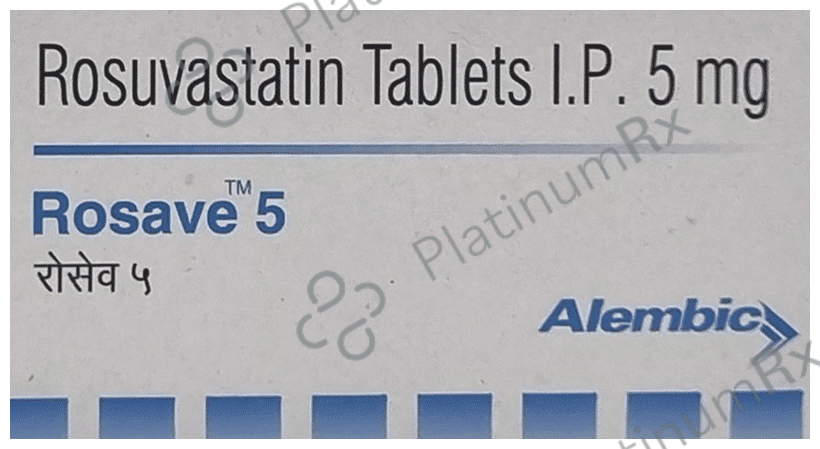 Rosuvastatin Tablets I.P. 5 mg
Rosave™ 5
रोसेव ५
Alembic
PlatinumRx
PlatinumRx